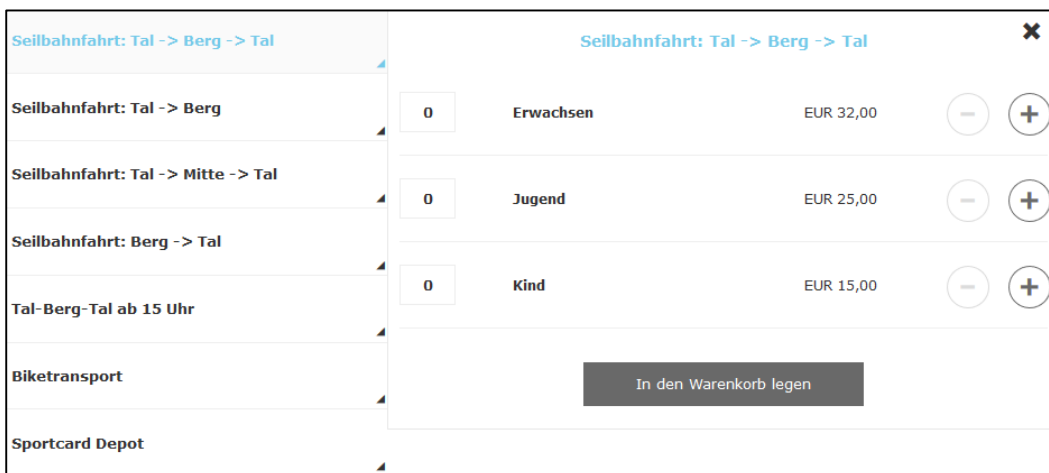 Seilbahnfahrt: Tal -> Berg -> Tal
Seilbahnfahrt: Tal -> Berg
Seilbahnfahrt: Tal -> Mitte -> Tal
Seilbahnfahrt: Berg -> Tal
Tal-Berg-Tal ab 15 Uhr
Biketransport
Sportcard Depot
Seilbahnfahrt: Tal -> Berg -> Tal
0 Erwachsen EUR 32,00
0 Jugend EUR 25,00
0 Kind EUR 15,00
In den Warenkorb legen